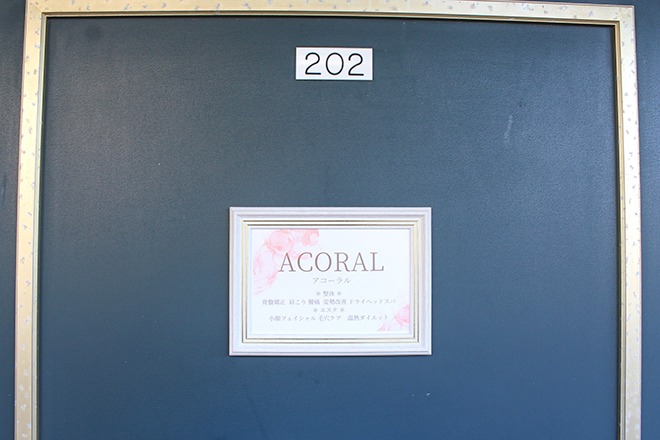 202
ACORAL
アコーラル
＊ 整体 ＊
骨盤矯正 肩こり 腰痛 姿勢改善 ドライヘッドスパ
＊ エステ ＊
小顔フェイシャル 毛穴ケア 温熱ダイエット